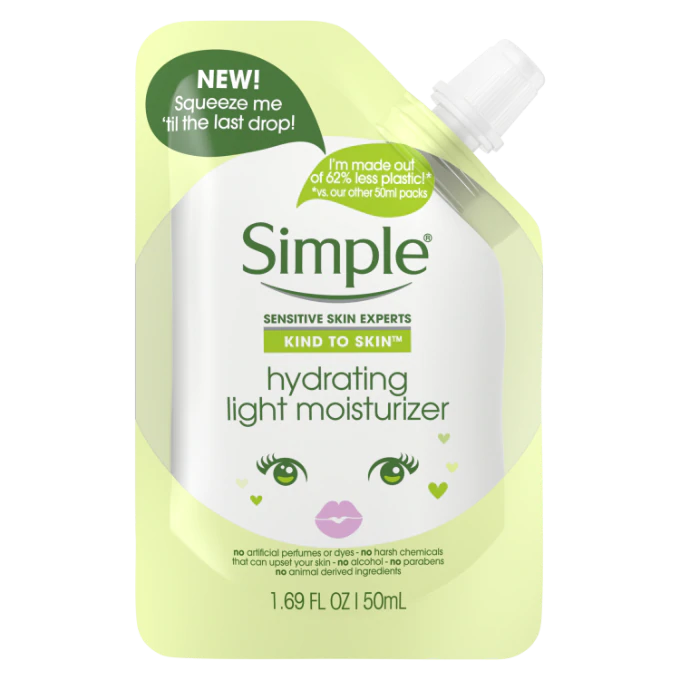 NEW!
Squeeze me
'til the last drop!
I'm made out
of 62% less plastic!*
*vs. our other 50ml packs
Simple®
SENSITIVE SKIN EXPERTS
KIND TO SKIN™
hydrating
light moisturizer
no artificial perfumes or dyes - no harsh chemicals
that can upset your skin - no alcohol - no parabens
no animal derived ingredients
1.69 FL OZ | 50mL